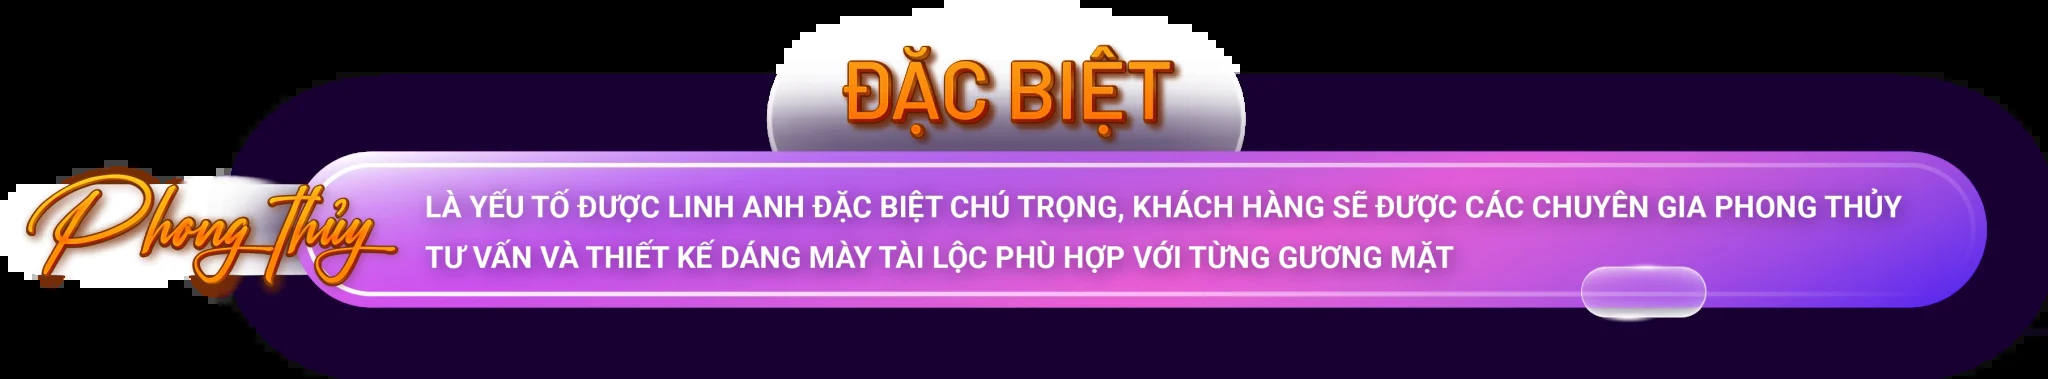 ĐẶC BIỆT
Phong thủy
LÀ YẾU TỐ ĐƯỢC LINH ANH ĐẶC BIỆT CHÚ TRỌNG, KHÁCH HÀNG SẼ ĐƯỢC CÁC CHUYÊN GIA PHONG THỦY
TƯ VẤN VÀ THIẾT KẾ DÁNG MÀY TÀI LỘC PHÙ HỢP VỚI TỪNG GƯƠNG MẶT